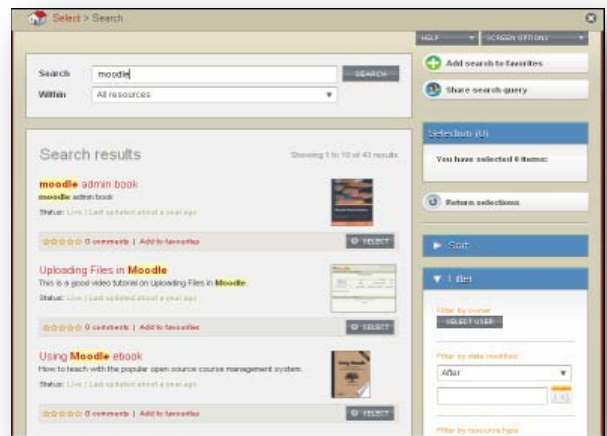 Select > Search
HELP
SCREEN OPTIONS
Search
moodle
SEARCH
Within
All resources
Add search to favorites
Share search query
Search results
Showing 1 to 10 of 43 results
moodle admin book
moodle admin book
Status: Live | Last updated about a year ago
0 comments | Add to favourites
SELECT
Uploading Files in Moodle
This is a good video tutorial on Uploading Files in Moodle.
Status: Live | Last updated about a year ago
0 comments | Add to favourites
SELECT
Using Moodle ebook
How to teach with the popular open source course management system.
Status: Live | Last updated about a year ago
0 comments | Add to favourites
SELECT
Selection (0)
You have selected 0 items:
Return selections
Sort
Filter
Filter by owner
SELECT USER
Filter by date modified
After
Filter by resource type